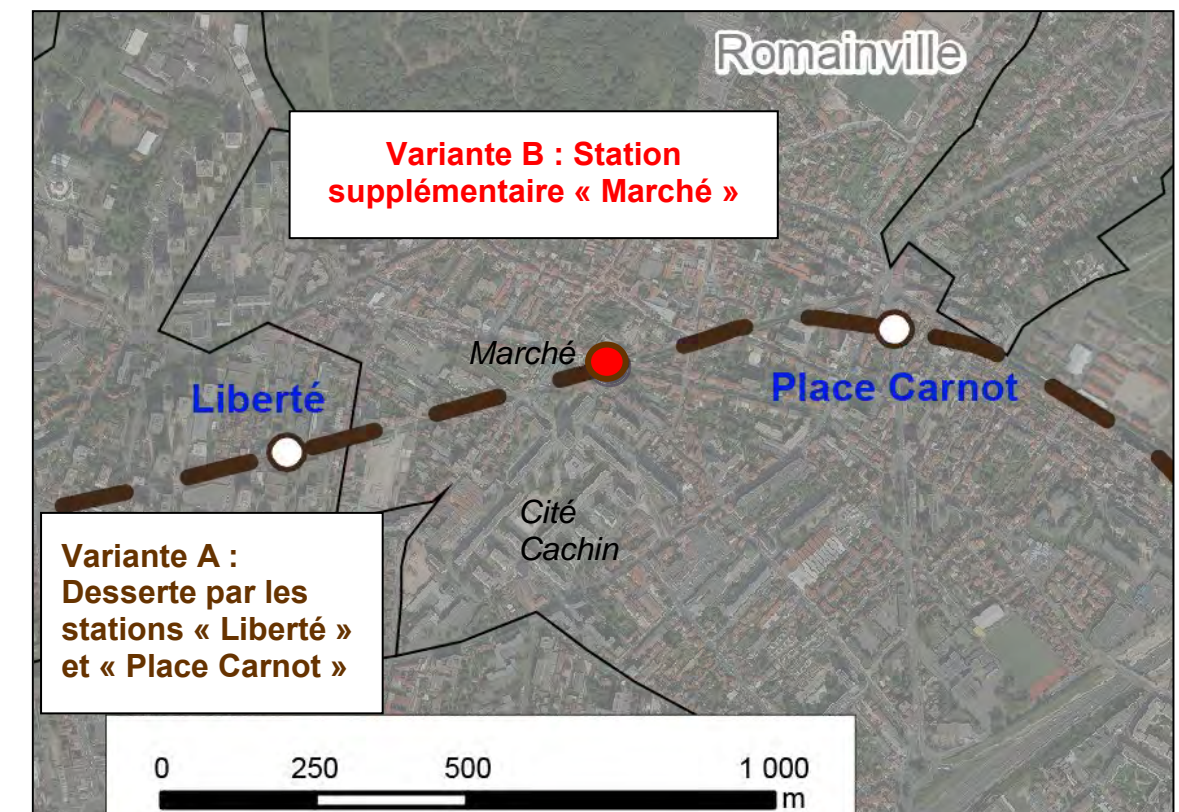 Romainville
Variante B : Station
supplémentaire « Marché »
Marché
Liberté
Place Carnot
Cité
Cachin
Variante A :
Desserte par les
stations « Liberté »
et « Place Carnot »
0 250 500 1 000
m